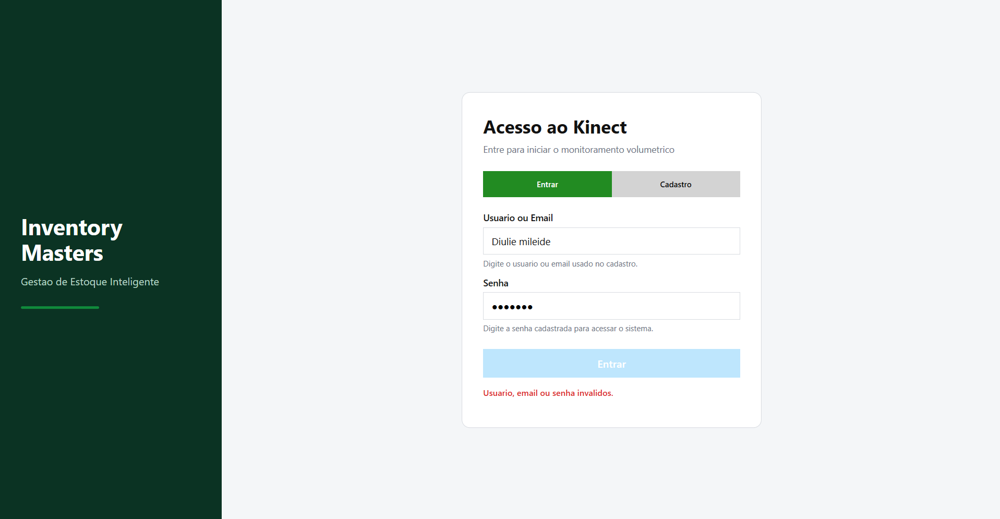 Inventory
Masters
Gestao de Estoque Inteligente
Acesso ao Kinect
Entre para iniciar o monitoramento volumetrico
Entrar
Cadastro
Usuario ou Email
Diulie mileide
Digite o usuario ou email usado no cadastro.
Senha
•••••••
Digite a senha cadastrada para acessar o sistema.
Entrar
Usuario, email ou senha invalidos.